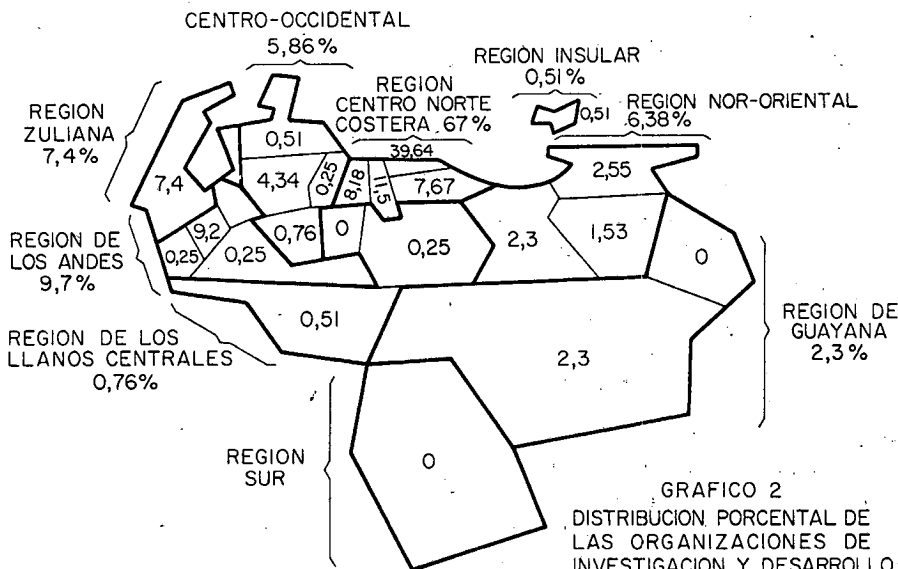 CENTRO-OCCIDENTAL
5,86%
REGION INSULAR
0,51%
0,51
REGION
CENTRO NORTE
COSTERA 67%
REGION NOR-ORIENTAL
6,38%
REGION
ZULIANA
7,4%
7,4
0,51
4,34
0,25
8,18
11,5
39,64
7,67
2,55
REGION DE
LOS ANDES
9,7%
0,25
9,2
0,25
0,76
0
0,25
2,3
1,53
0
REGION DE LOS
LLANOS CENTRALES
0,76%
0,51
2,3
REGION DE
GUAYANA
2,3%
REGION
SUR
0
GRAFICO 2
DISTRIBUCION PORCENTAL DE
LAS ORGANIZACIONES DE
INVESTIGACION Y DESARROLLO